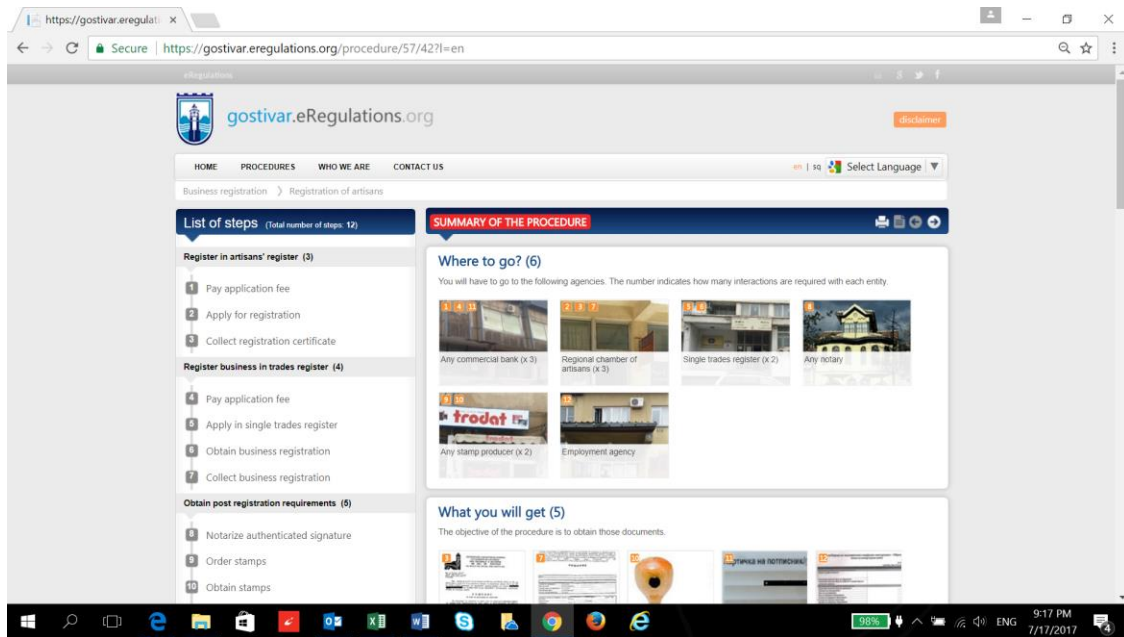 https://gostivar.eregulati
Secure | https://gostivar.eregulations.org/procedure/57/42?l=en
eRegulations
gostivar.eRegulations.org
disclaimer
HOME PROCEDURES WHO WE ARE CONTACT US
en | sq Select Language ▼
Business registration Registration of artisans
List of steps (Total number of steps: 12)
Register in artisans' register (3)
1 Pay application fee
2 Apply for registration
3 Collect registration certificate
Register business in trades register (4)
4 Pay application fee
5 Apply in single trades register
6 Obtain business registration
7 Collect business registration
Obtain post registration requirements (5)
8 Notarize authenticated signature
9 Order stamps
10 Obtain stamps
SUMMARY OF THE PROCEDURE
Where to go? (6)
You will have to go to the following agencies. The number indicates how many interactions are required with each entity.
1 4 11
Any commercial bank (x 3)
2 3 7
Regional chamber of
artisans (x 3)
Single trades register (x 2)
8
Any notary
9 10
trodat
Any stamp producer (x 2)
12
Employment agency
What you will get (5)
The objective of the procedure is to obtain those documents.
3
7
10
11
12
98%
ENG
9:17 PM
7/17/2017